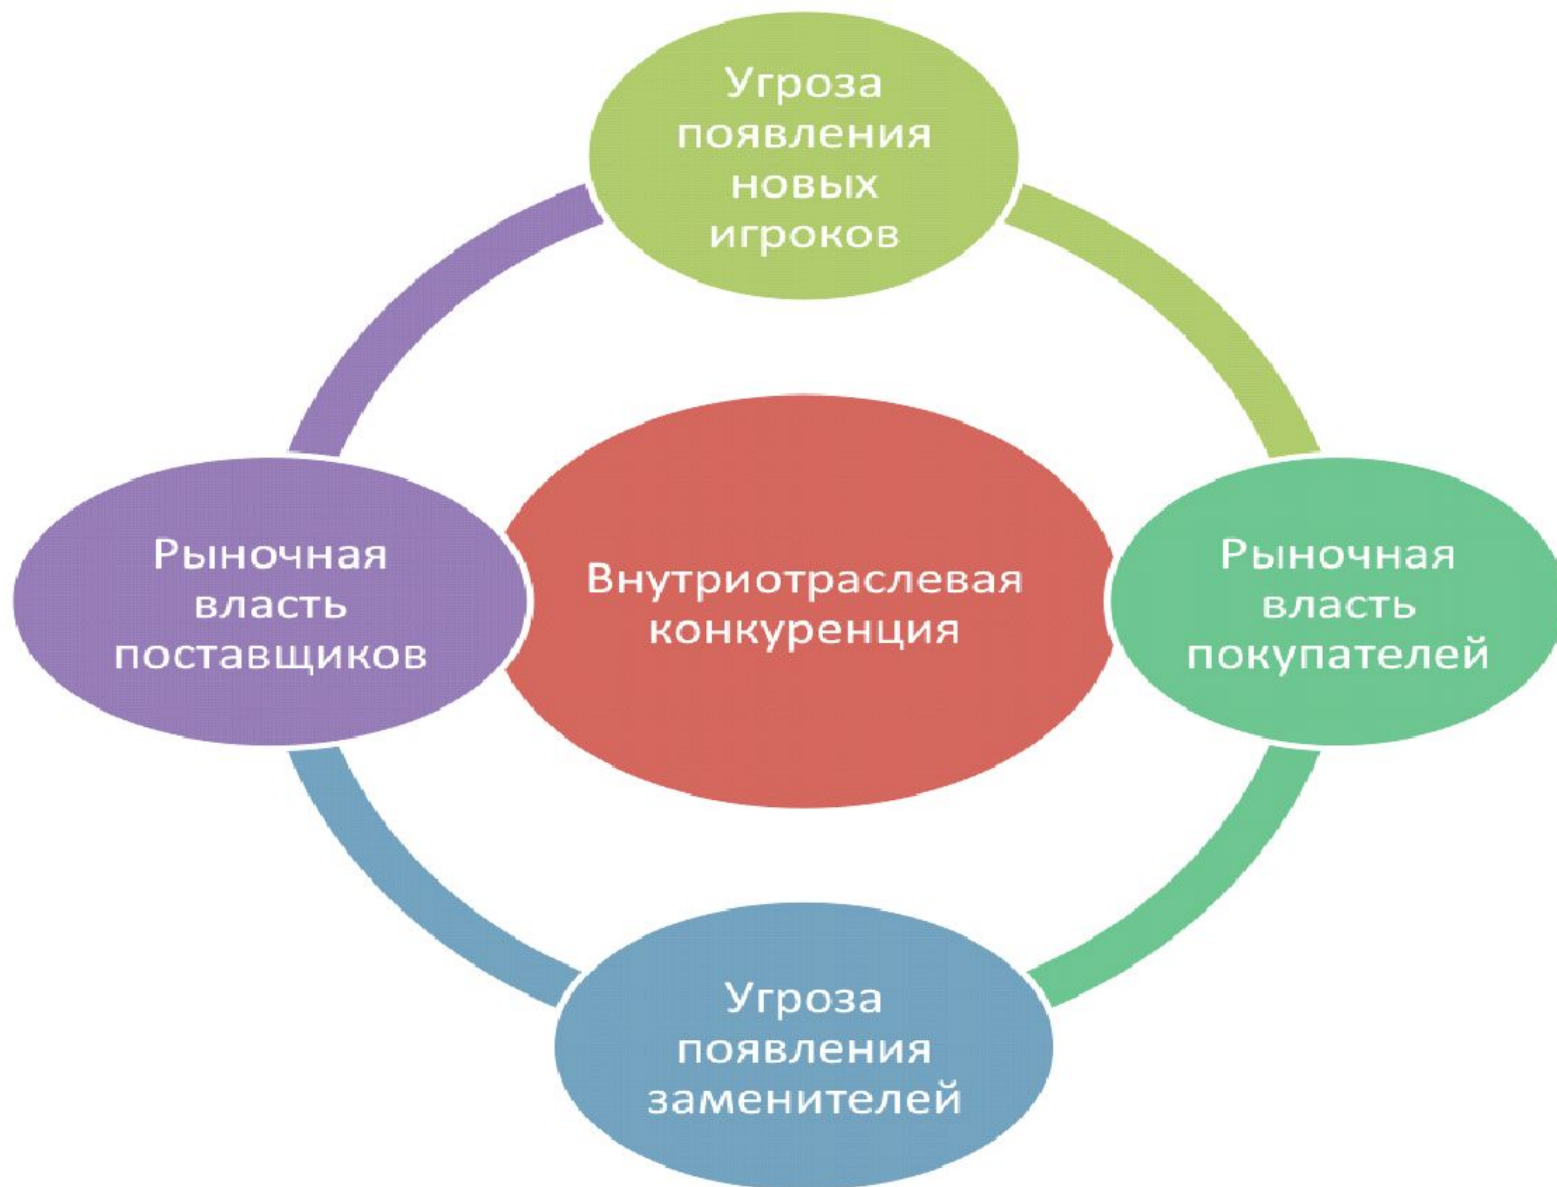 Угроза
появления
новых
игроков
Рыночная
власть
поставщиков
Внутриотраслевая
конкуренция
Рыночная
власть
покупателей
Угроза
появления
заменителей